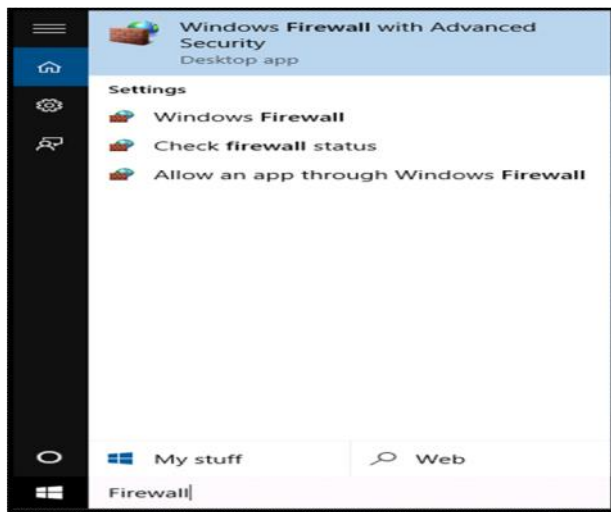 Windows Firewall with Advanced
Security
Desktop app
Settings
Windows Firewall
Check firewall status
Allow an app through Windows Firewall
My stuff
Web
Firewall